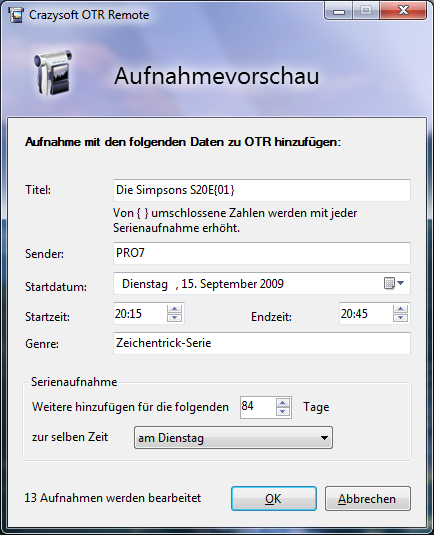 Crazysoft OTR Remote
Aufnahmevorschau
Aufnahme mit den folgenden Daten zu OTR hinzufügen:
Titel: Die Simpsons S20E{01}
Von { } umschlossene Zahlen werden mit jeder
Serienaufnahme erhöht.
Sender: PRO7
Startdatum: Dienstag , 15. September 2009
Startzeit: 20:15 Endzeit: 20:45
Genre: Zeichentrick-Serie
Serienaufnahme
Weitere hinzufügen für die folgenden 84 Tage
zur selben Zeit am Dienstag
13 Aufnahmen werden bearbeitet OK Abbrechen